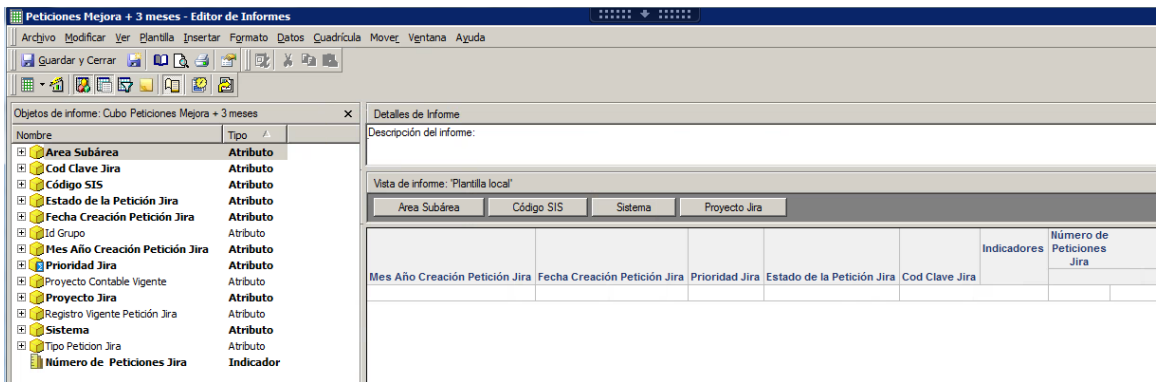 Peticiones Mejora + 3 meses - Editor de Informes
Archivo Modificar Ver Plantilla Insertar Formato Datos Cuadrícula Mover Ventana Ayuda
Guardar y Cerrar
Objetos de informe: Cubo Peticiones Mejora + 3 meses x
Nombre Tipo
Area Subárea Atributo
Cod Clave Jira Atributo
Código SIS Atributo
Estado de la Petición Jira Atributo
Fecha Creación Petición Jira Atributo
Id Grupo Atributo
Mes Año Creación Petición Jira Atributo
Prioridad Jira Atributo
Proyecto Contable Vigente Atributo
Proyecto Jira Atributo
Registro Vigente Petición Jira Atributo
Sistema Atributo
Tipo Peticion Jira Atributo
Número de Peticiones Jira Indicador
Detalles de Informe
Descripción del informe:
Vista de informe: 'Plantilla local'
Area Subárea Código SIS Sistema Proyecto Jira
Mes Año Creación Petición Jira Fecha Creación Petición Jira Prioridad Jira Estado de la Petición Jira Cod Clave Jira
Indicadores
Número de
Peticiones
Jira